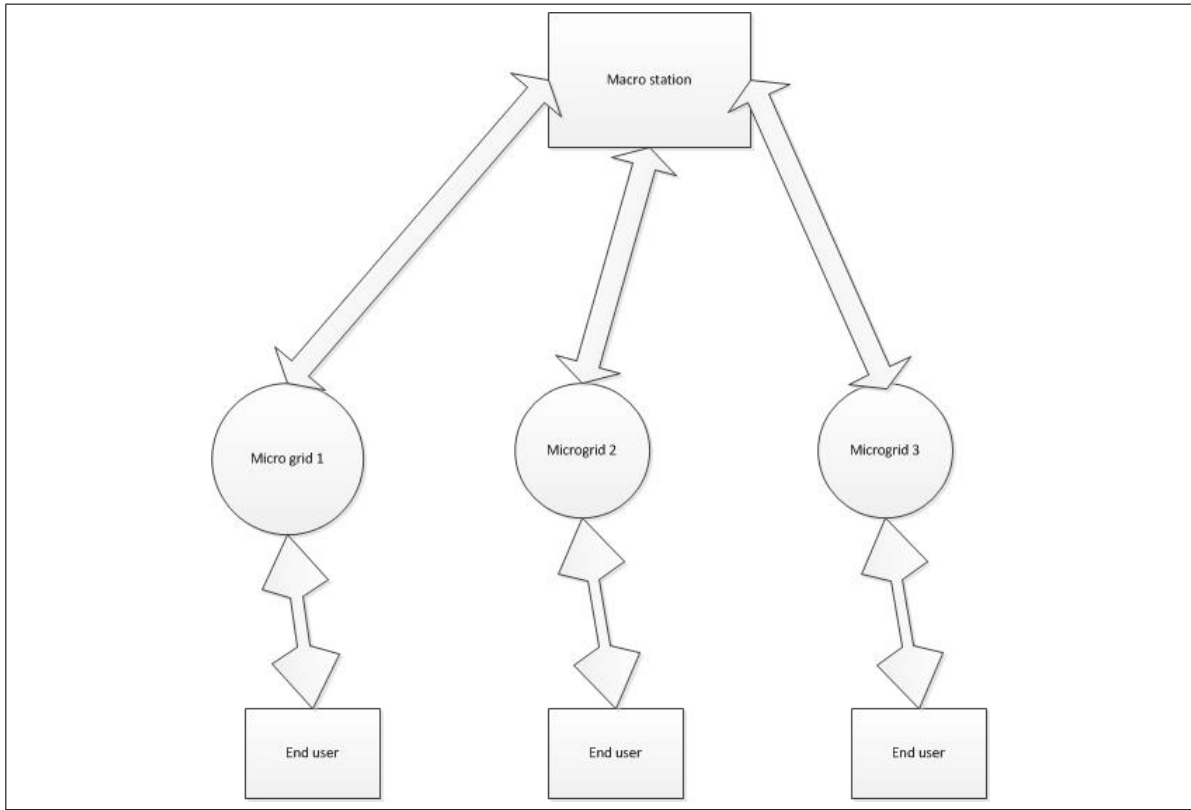 Macro station
Micro grid 1
Microgrid 2
Microgrid 3
End user
End user
End user